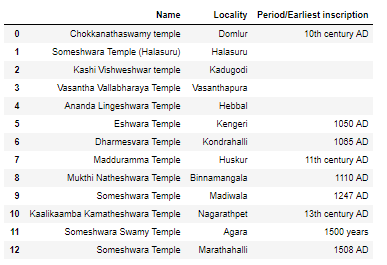 Name Locality Period/Earliest inscription
0 Chokkanathaswamy temple Domlur 10th century AD
1 Someshwara Temple (Halasuru) Halasuru
2 Kashi Vishweshwar temple Kadugodi
3 Vasantha Vallabharaya Temple Vasanthapura
4 Ananda Lingeshwara Temple Hebbal
5 Eshwara Temple Kengeri 1050 AD
6 Dharmesvara Temple Kondrahalli 1065 AD
7 Madduramma Temple Huskur 11th century AD
8 Mukthi Natheshwara Temple Binnamangala 1110 AD
9 Someshwara Temple Madiwala 1247 AD
10 Kaalikaamba Kamatheshwara Temple Nagarathpet 13th century AD
11 Someshwara Swamy Temple Agara 1500 years
12 Someshwara Temple Marathahalli 1508 AD